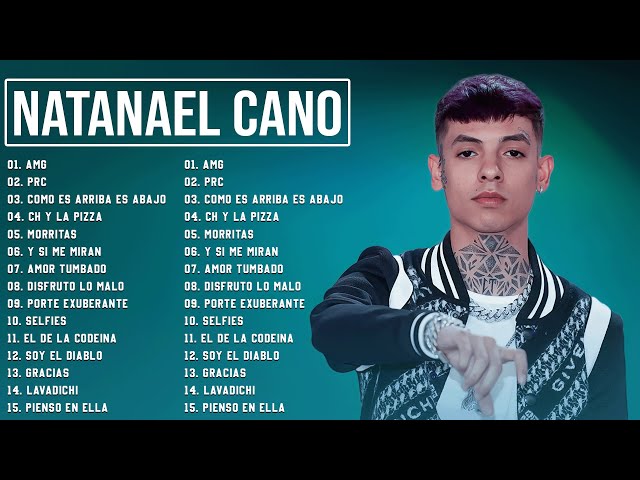 NATANAEL CANO
01. AMG
02. PRC
03. COMO ES ARRIBA ES ABAJO
04. CH Y LA PIZZA
05. MORRITAS
06. Y SI ME MIRAN
07. AMOR TUMBADO
08. DISFRUTO LO MALO
09. PORTE EXUBERANTE
10. SELFIES
11. EL DE LA CODEINA
12. SOY EL DIABLO
13. GRACIAS
14. LAVADICHI
15. PIENSO EN ELLA
01. AMG
02. PRC
03. COMO ES ARRIBA ES ABAJO
04. CH Y LA PIZZA
05. MORRITAS
06. Y SI ME MIRAN
07. AMOR TUMBADO
08. DISFRUTO LO MALO
09. PORTE EXUBERANTE
10. SELFIES
11. EL DE LA CODEINA
12. SOY EL DIABLO
13. GRACIAS
14. LAVADICHI
15. PIENSO EN ELLA
GIVE